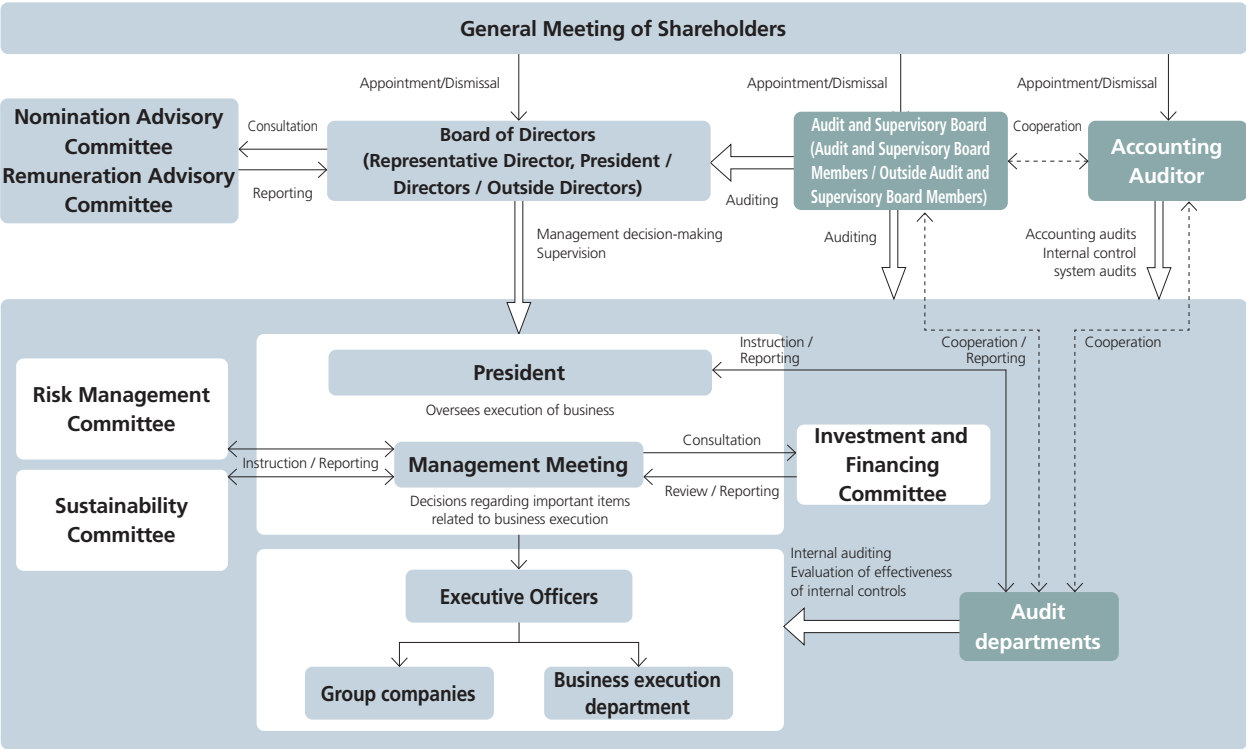 General Meeting of Shareholders
Appointment/Dismissal
Appointment/Dismissal
Appointment/Dismissal
Nomination Advisory
Committee
Remuneration Advisory
Committee
Consultation
Reporting
Board of Directors
(Representative Director, President /
Directors / Outside Directors)
Auditing
Audit and Supervisory Board
(Audit and Supervisory Board
Members / Outside Audit and
Supervisory Board Members)
Cooperation
Accounting
Auditor
Management decision-making
Supervision
Auditing
Accounting audits
Internal control
system audits
Instruction /
Reporting
Cooperation /
Reporting
Cooperation
President
Oversees execution of business
Risk Management
Committee
Sustainability
Committee
Instruction / Reporting
Management Meeting
Decisions regarding important items
related to business execution
Consultation
Review / Reporting
Investment and
Financing
Committee
Executive Officers
Group companies
Business execution
department
Internal auditing
Evaluation of effectiveness
of internal controls
Audit
departments